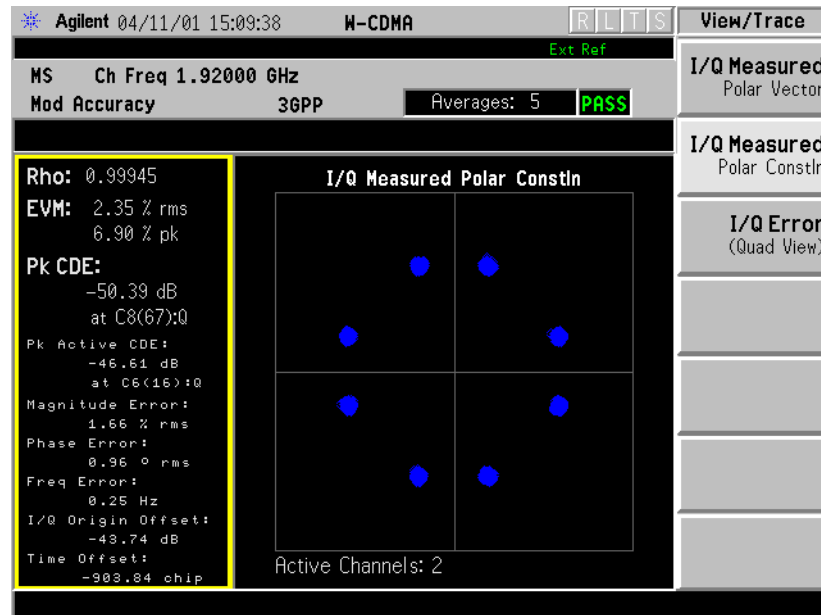 Agilent 04/11/01 15:09:38 W-CDMA R L T S View/Trace
Ext Ref
MS Ch Freq 1.92000 GHz
Mod Accuracy 3GPP Averages: 5 PASS
I/Q Measured
Polar Vector
I/Q Measured
Polar Constln
I/Q Error
(Quad View)
Rho: 0.99945
EVM: 2.35 % rms
6.90 % pk
Pk CDE:
-50.39 dB
at C8(67):Q
Pk Active CDE:
-46.61 dB
at C6(16):Q
Magnitude Error:
1.66 % rms
Phase Error:
0.96 º rms
Freq Error:
0.25 Hz
I/Q Origin Offset:
-43.74 dB
Time Offset:
-903.84 chip
I/Q Measured Polar Constln
Active Channels: 2